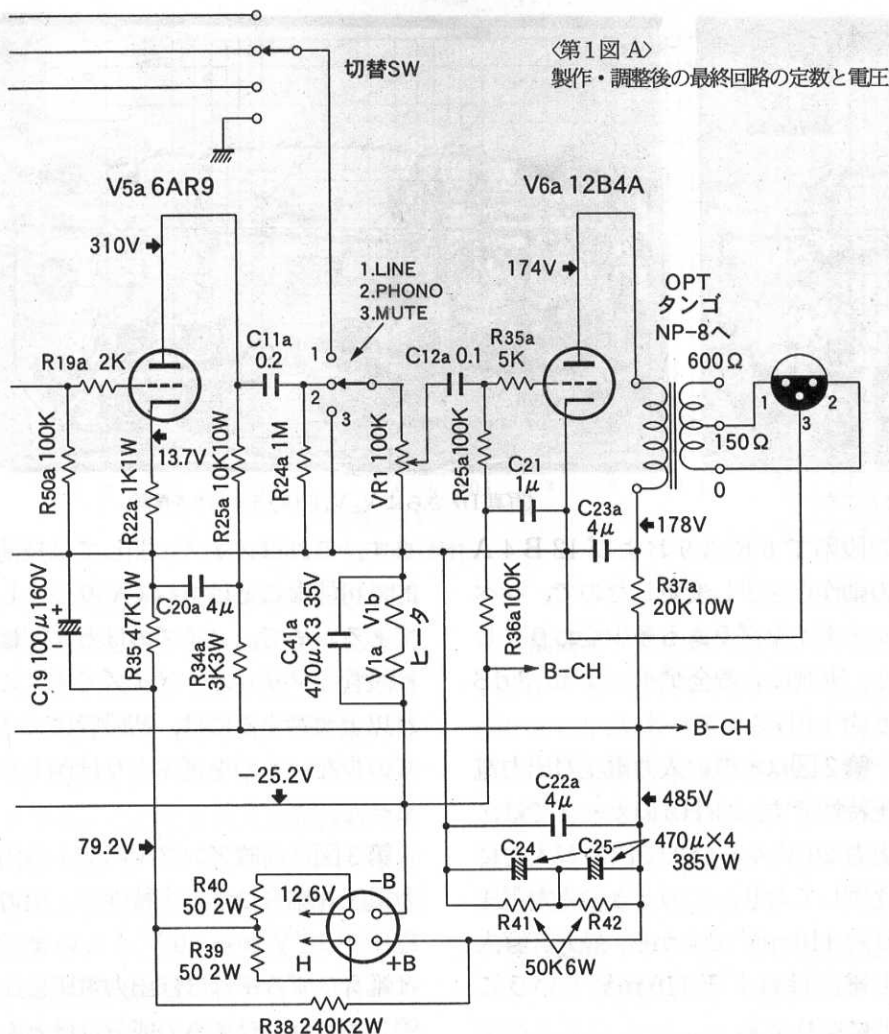 〈第1図 A〉
製作・調整後の最終回路の定数と電圧
切替SW
V5a 6AR9
V6a 12B4A
310V
174V
1.LINE
2.PHONO
3.MUTE
OPT
タンゴ
NP-8へ
R19a 2K
C11a
0.2
1
2
3
C12a 0.1
R35a
5K
600Ω
150Ω
0
1
2
3
R50a 100K
13.7V
R22a 1K1W
R25a 10K10W
R24a 1M
VR1 100K
R25a100K
C21
1μ
C23a
4μ
178V
R37a
20K10W
C19 100μ160V
+
−
R35 47K1W
C20a 4μ
R34a
3K3W
C41a
470μ×3 35V
V1a V1b
ヒータ
R36a100K
B−CH
B−CH
−25.2V
C22a
4μ
485V
79.2V
C24
C25
470μ×4
385VW
R40
50 2W
12.6V
−B
R41
R42
R39
50 2W
H
+B
50K6W
R38 240K2W